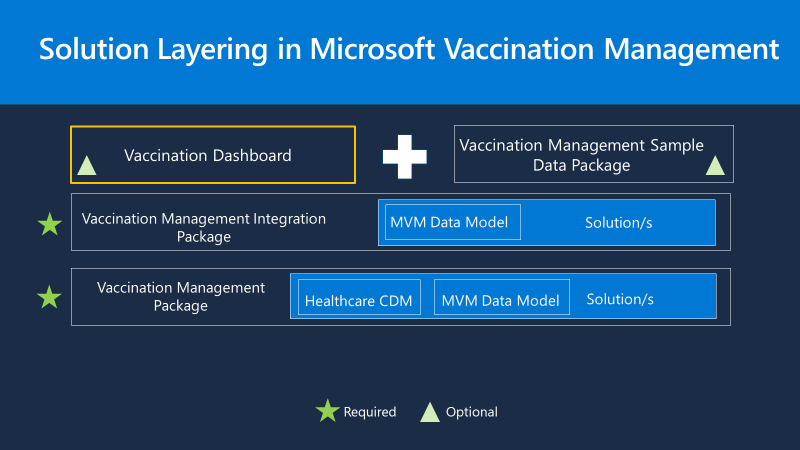 Solution Layering in Microsoft Vaccination Management
Vaccination Dashboard
Vaccination Management Sample
Data Package
Vaccination Management Integration
Package
MVM Data Model
Solution/s
Vaccination Management
Package
Healthcare CDM
MVM Data Model
Solution/s
Required
Optional